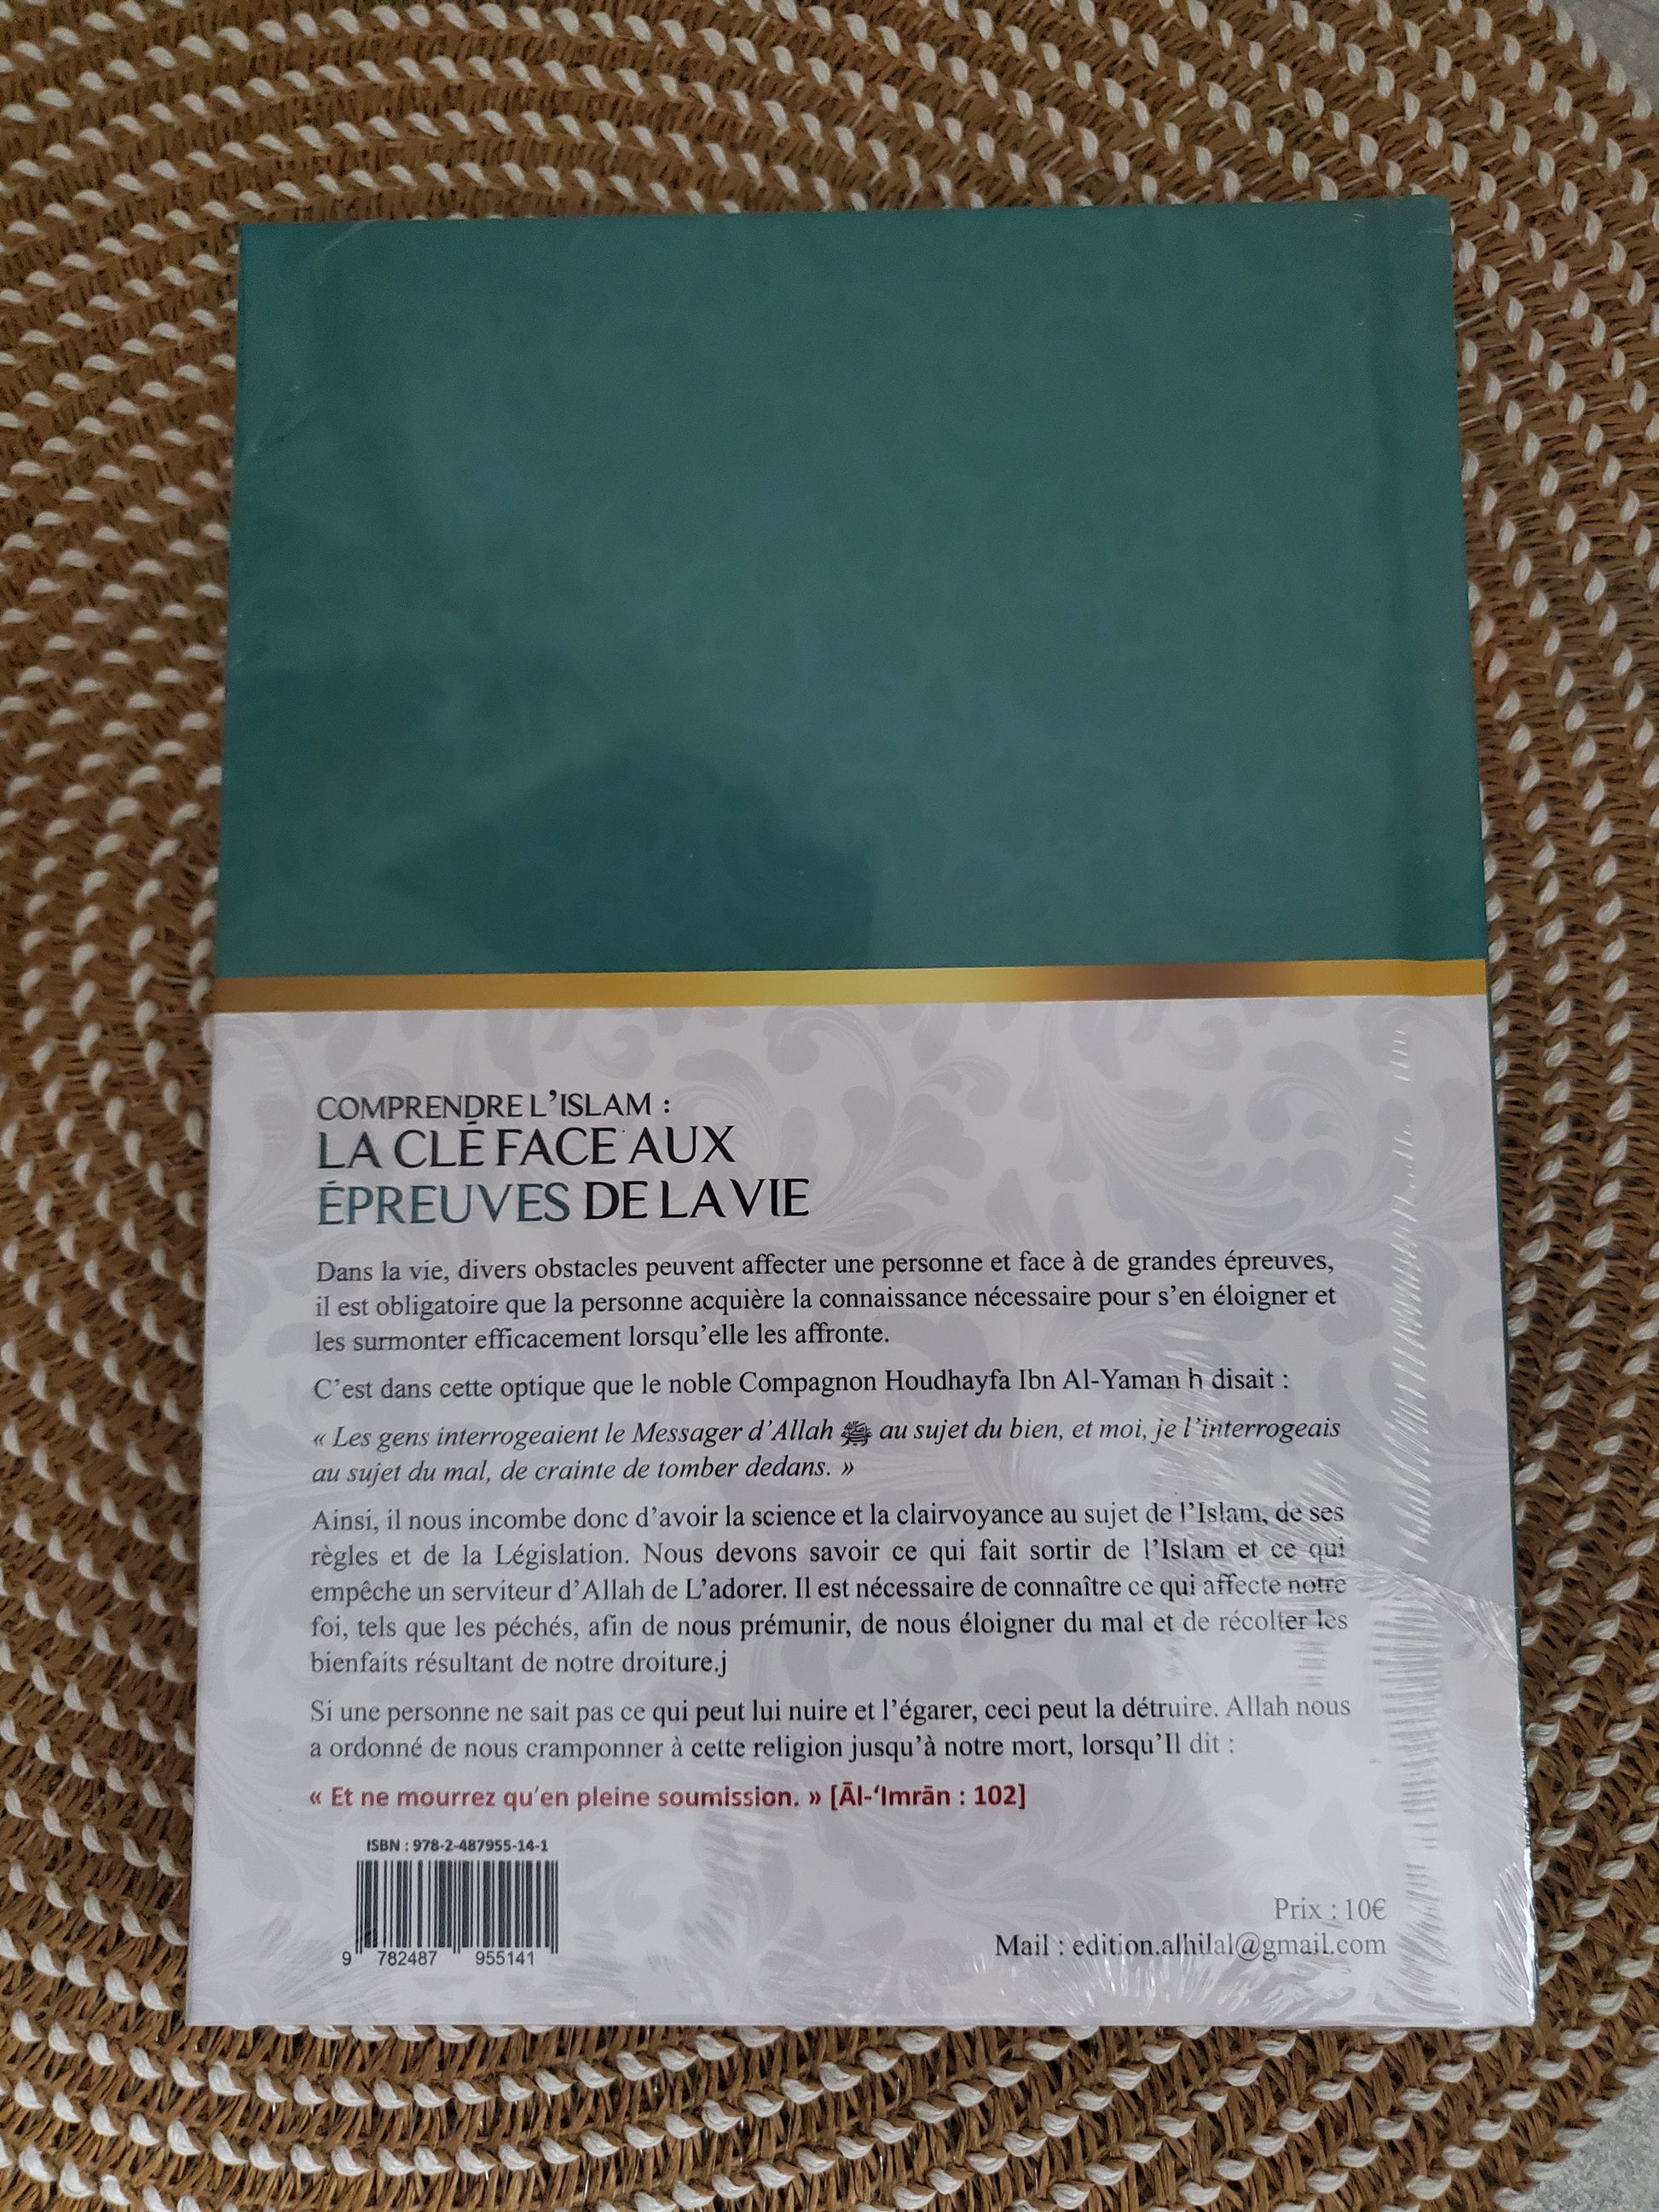 COMPRENDRE L'ISLAM :
LA CLÉ FACE AUX
ÉPREUVES DE LA VIE
Dans la vie, divers obstacles peuvent affecter une personne et face à de grandes épreuves,
il est obligatoire que la personne acquière la connaissance nécessaire pour s'en éloigner et
les surmonter efficacement lorsqu'elle les affronte.
C'est dans cette optique que le noble Compagnon Houdhayfa Ibn Al-Yaman h disait :
« Les gens interrogeaient le Messager d'Allah ﷺ au sujet du bien, et moi, je l'interrogeais
au sujet du mal, de crainte de tomber dedans. »
Ainsi, il nous incombe donc d'avoir la science et la clairvoyance au sujet de l'Islam, de ses
règles et de la Législation. Nous devons savoir ce qui fait sortir de l'Islam et ce qui
empêche un serviteur d'Allah de L'adorer. Il est nécessaire de connaître ce qui affecte notre
foi, tels que les péchés, afin de nous prémunir, de nous éloigner du mal et de récolter les
bienfaits résultant de notre droiture.j
Si une personne ne sait pas ce qui peut lui nuire et l'égarer, ceci peut la détruire. Allah nous
a ordonné de nous cramponner à cette religion jusqu'à notre mort, lorsqu'Il dit :
« Et ne mourrez qu'en pleine soumission. » [Āl-‘Imrān : 102]
ISBN : 978-2-487955-14-1
9 782487 955141
Prix : 10€
Mail : edition.alhilal@gmail.com